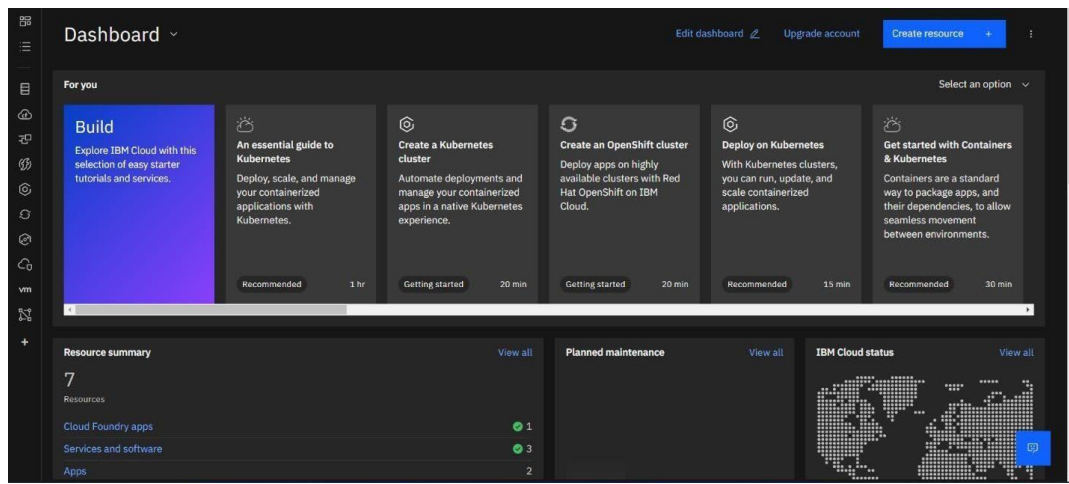 Dashboard
Edit dashboard
Upgrade account
Create resource +
For you
Select an option
Build
Explore IBM Cloud with this
selection of easy starter
tutorials and services.
An essential guide to
Kubernetes
Deploy, scale, and manage
your containerized
applications with
Kubernetes.
Recommended
1 hr
Create a Kubernetes
cluster
Automate deployments and
manage your containerized
apps in a native Kubernetes
experience.
Getting started
20 min
Create an OpenShift cluster
Deploy apps on highly
available clusters with Red
Hat OpenShift on IBM
Cloud.
Getting started
20 min
Deploy on Kubernetes
With Kubernetes clusters,
you can run, update, and
scale containerized
applications.
Recommended
15 min
Get started with Containers
& Kubernetes
Containers are a standard
way to package apps, and
their dependencies, to allow
seamless movement
between environments.
Recommended
30 min
vm
+
Resource summary
View all
7
Resources
Cloud Foundry apps
1
Services and software
3
Apps
2
Planned maintenance
View all
IBM Cloud status
View all